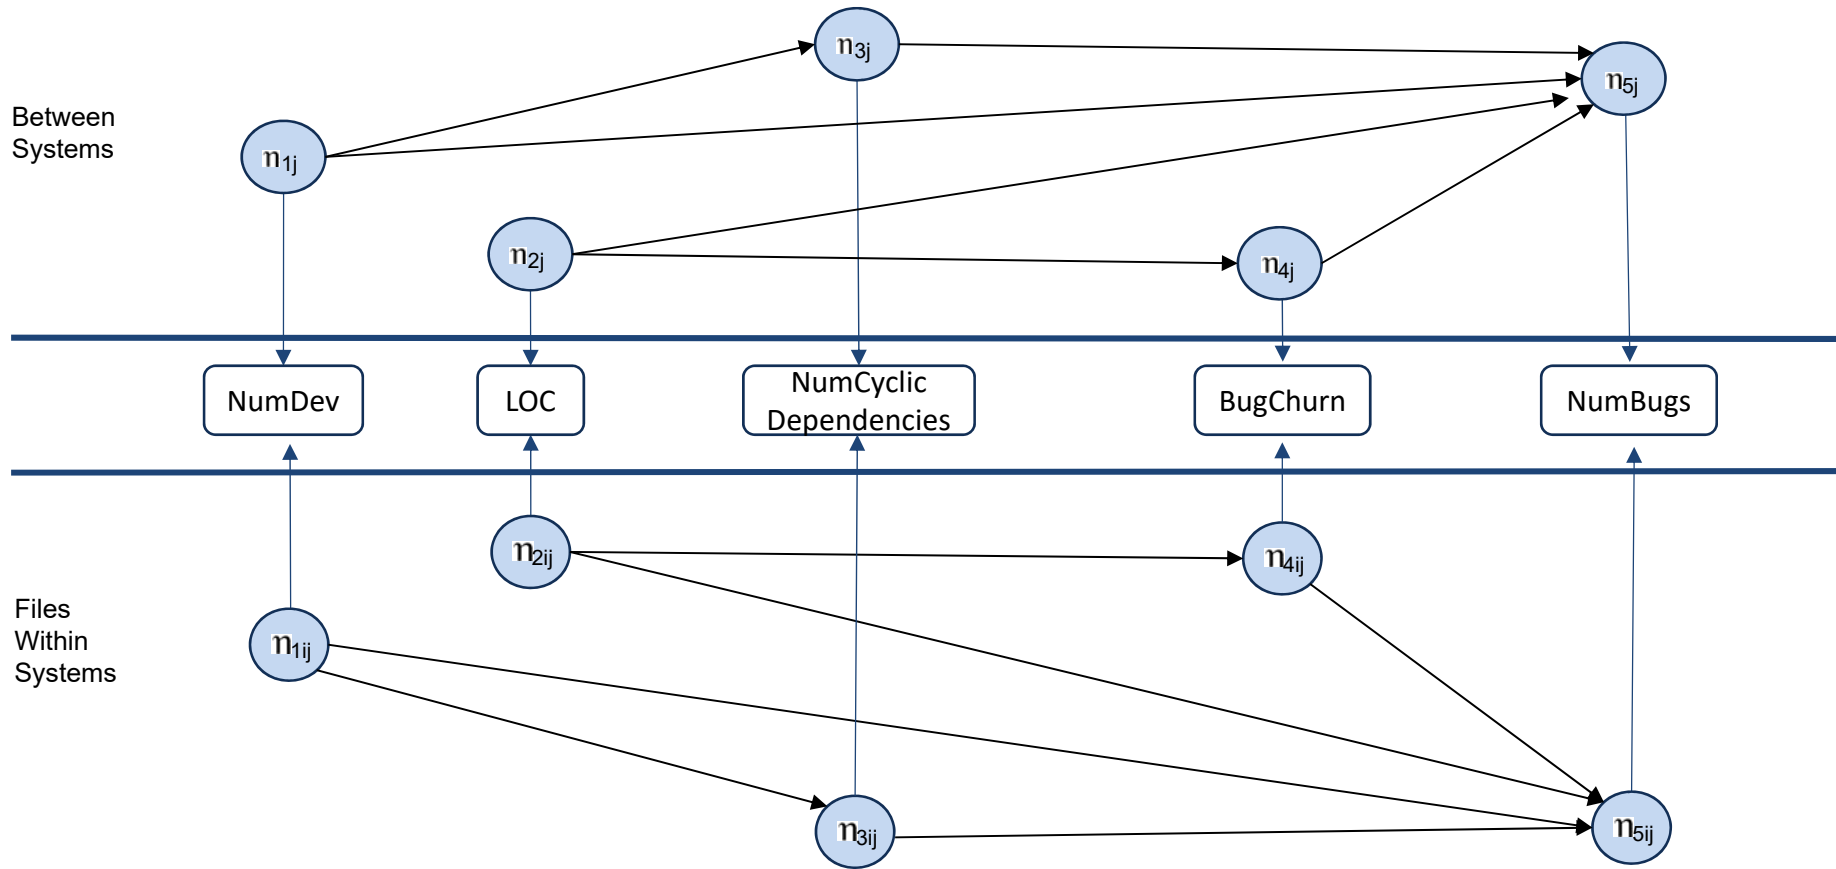 η3j
η5j
Between
Systems
η1j
η2j
η4j
NumDev
LOC
NumCyclic
Dependencies
BugChurn
NumBugs
η2ij
η4ij
Files
Within
Systems
η1ij
η3ij
η5ij